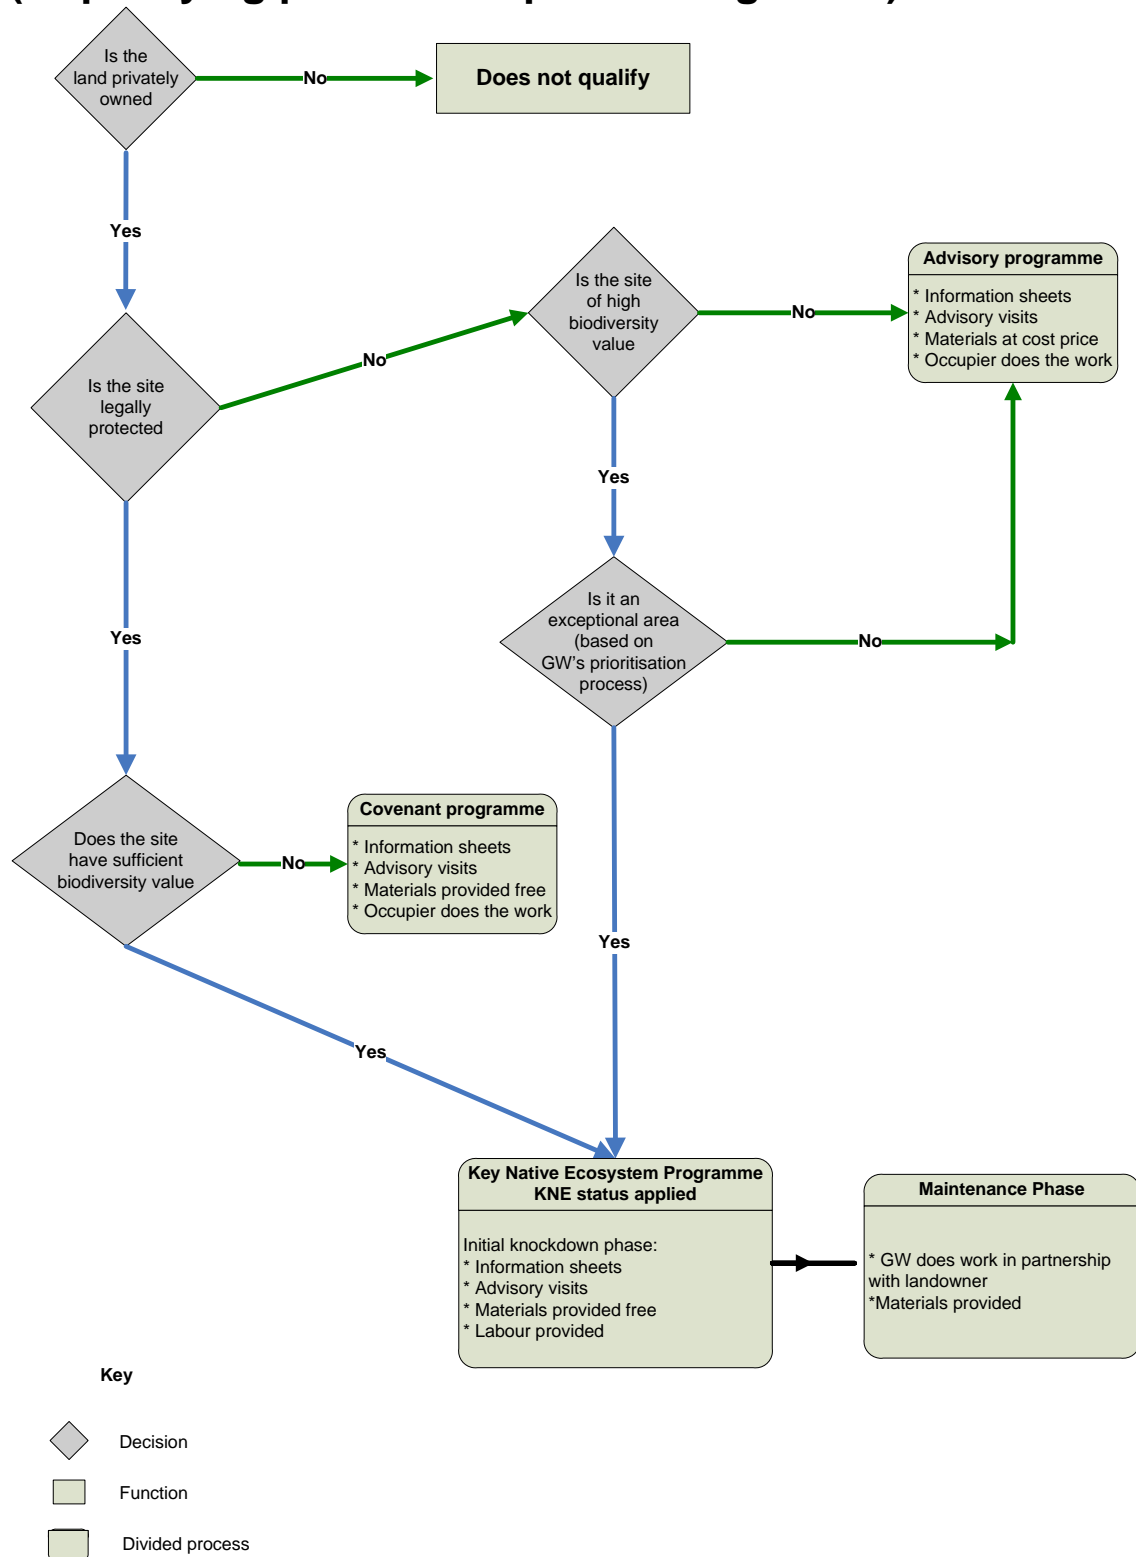 Is the
land privately
owned
No
Does not qualify
Yes
Is the site
of high
biodiversity
value
No
Advisory programme
* Information sheets
* Advisory visits
* Materials at cost price
* Occupier does the work
No
Is the site
legally
protected
Yes
Is it an
exceptional area
(based on
GW's prioritisation
process)
No
Yes
Does the site
have sufficient
biodiversity value
No
Covenant programme
* Information sheets
* Advisory visits
* Materials provided free
* Occupier does the work
Yes
Yes
Key Native Ecosystem Programme
KNE status applied
Initial knockdown phase:
* Information sheets
* Advisory visits
* Materials provided free
* Labour provided
Maintenance Phase
* GW does work in partnership
with landowner
*Materials provided
Key
Decision
Function
Divided process